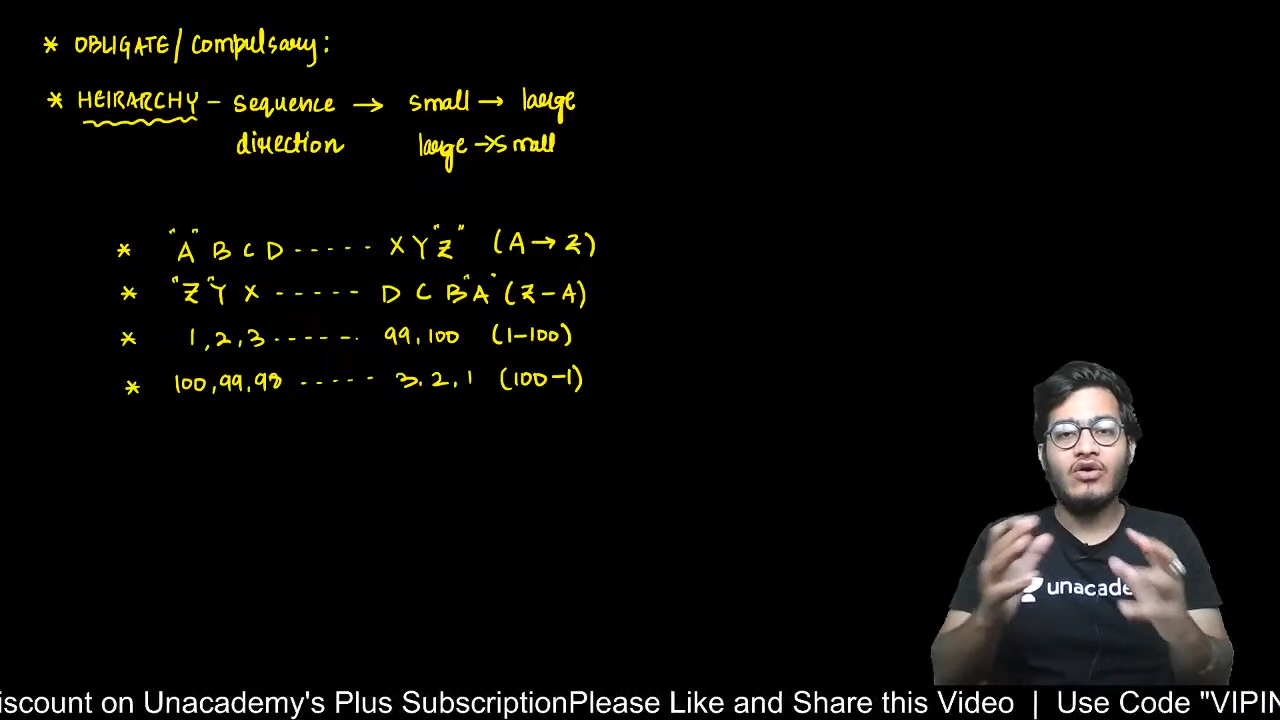 * OBLIGATE/Compulsary:
* HEIRARCHY - sequence → small → large
direction large → small
* "A" B C D ----- X Y "Z" (A → Z)
* "Z" Y X ------ D C B "A" (Z - A)
* 1, 2, 3 ------ 99, 100 (1-100)
* 100, 99, 98 ----- 3, 2, 1 (100-1)
unacade
iscount on Unacademy's Plus SubscriptionPlease Like and Share this Video | Use Code "VIPIN